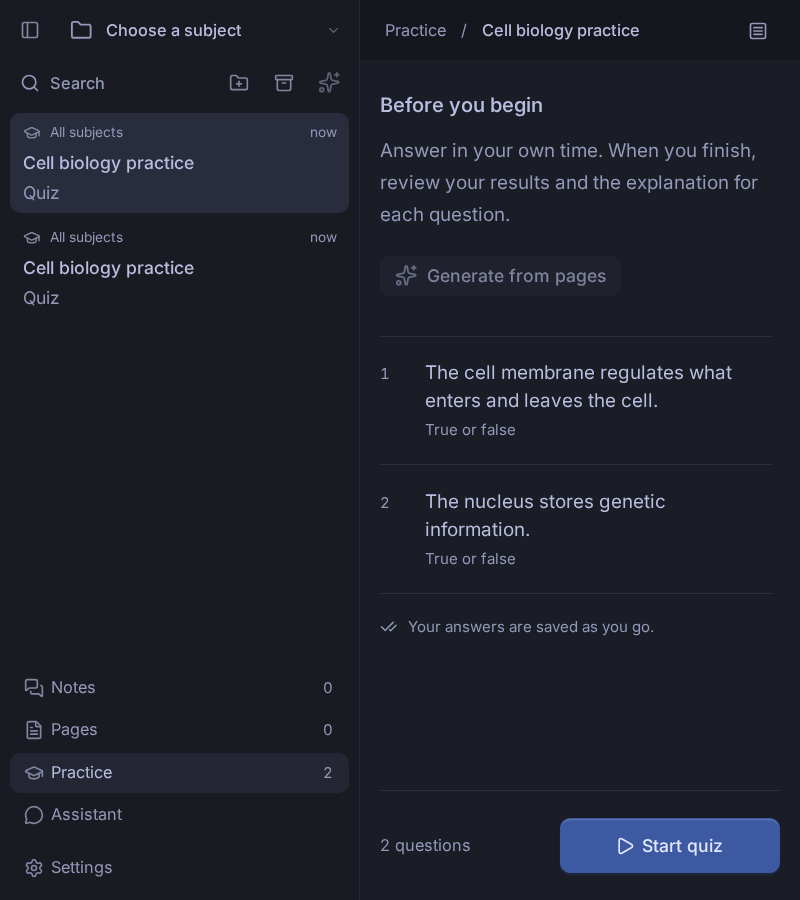 Choose a subject
Search
All subjects now
Cell biology practice
Quiz
All subjects now
Cell biology practice
Quiz
Notes 0
Pages 0
Practice 2
Assistant
Settings
Practice / Cell biology practice
Before you begin
Answer in your own time. When you finish,
review your results and the explanation for
each question.
Generate from pages
1 The cell membrane regulates what
enters and leaves the cell.
True or false
2 The nucleus stores genetic
information.
True or false
Your answers are saved as you go.
2 questions
Start quiz